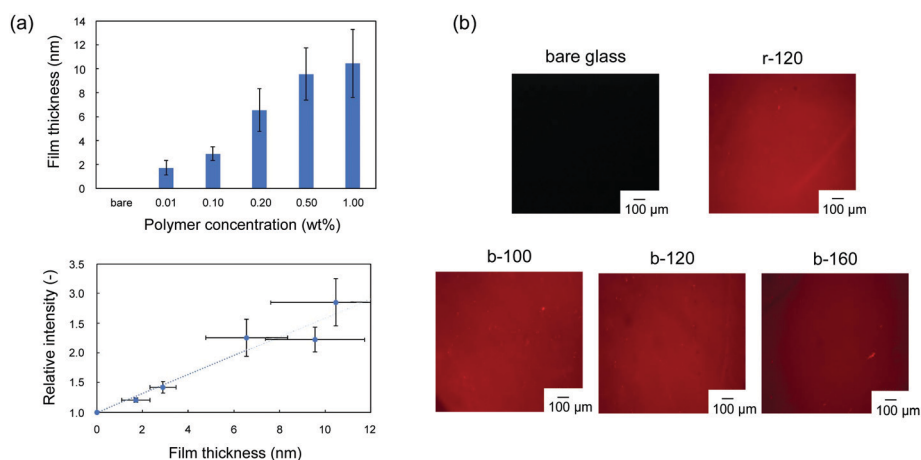 (a)
Film thickness (nm)
14
12
10
8
6
4
2
0
bare 0.01 0.10 0.20 0.50 1.00
Polymer concentration (wt%)
Relative intensity (-)
3.5
3.0
2.5
2.0
1.5
1.0
0 2 4 6 8 10 12
Film thickness (nm)
(b)
bare glass
100 µm
r-120
100 µm
b-100
100 µm
b-120
100 µm
b-160
100 µm